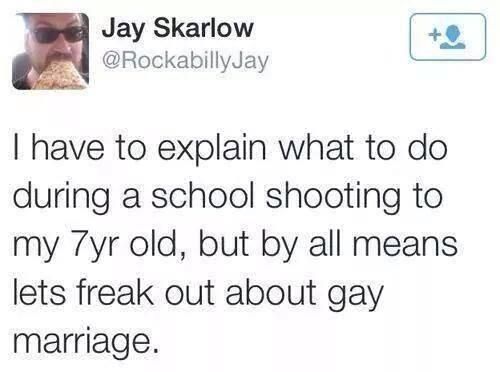 Jay Skarlow
@RockabillyJay
I have to explain what to do
during a school shooting to
my 7yr old, but by all means
lets freak out about gay
marriage.